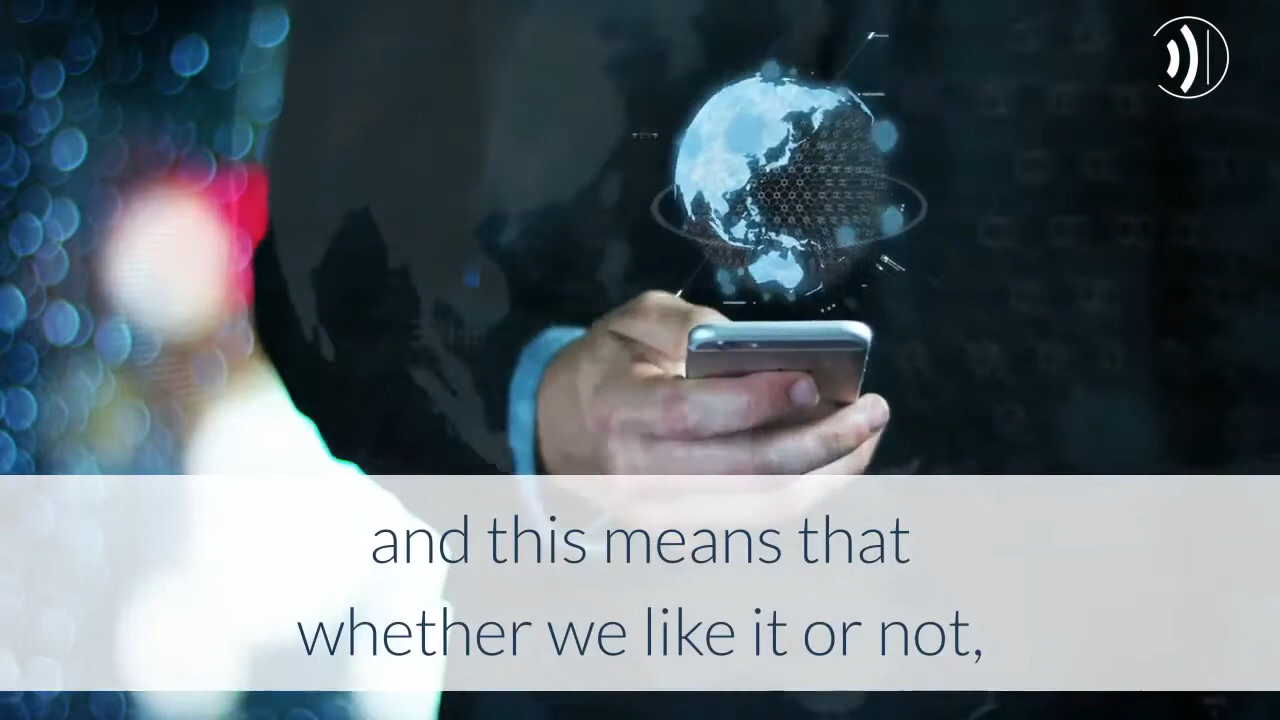 and this means that
whether we like it or not,